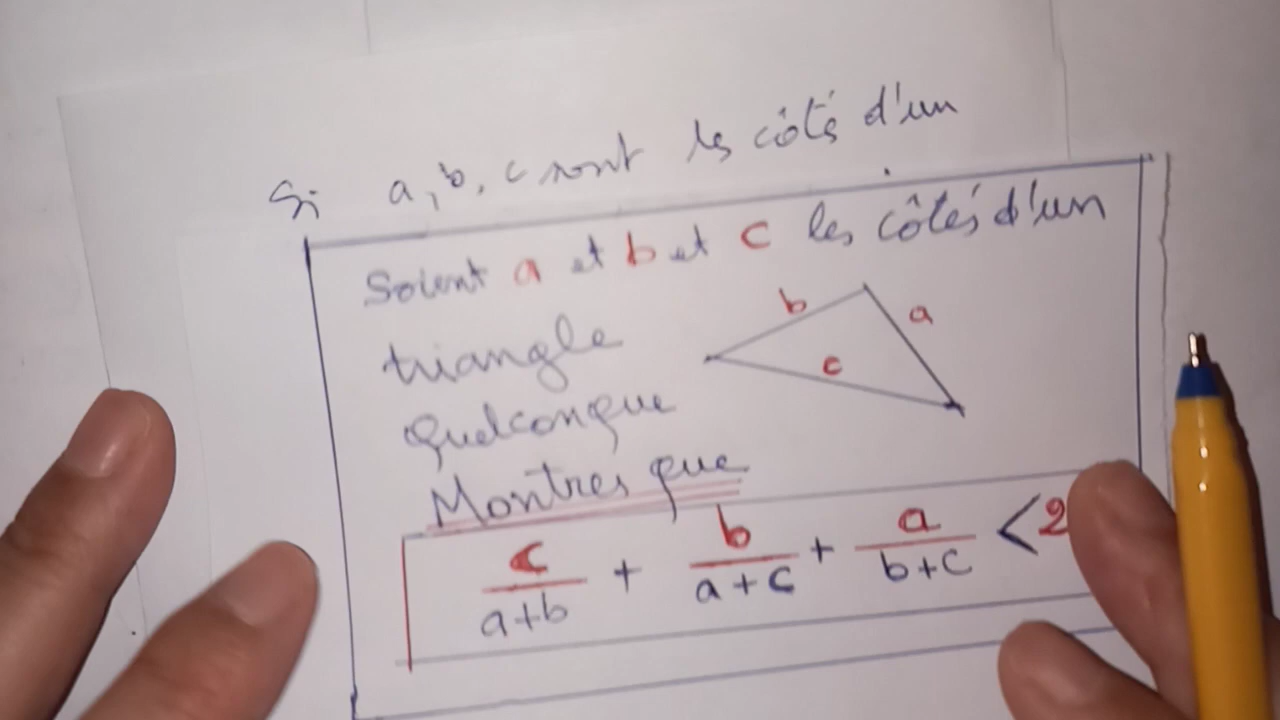 Si a, b, c sont les côté d'un
Soient a et b et c les côtés d'un
triangle
b
a
c
Quelconque
Montres que
c/(a+b) + b/(a+c) + a/(b+c) < 2